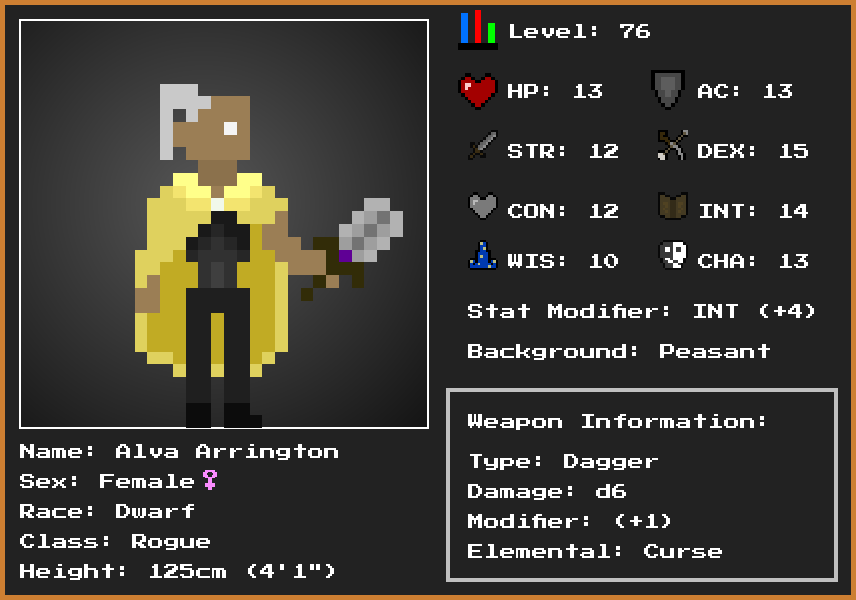 Level: 76
HP: 13 AC: 13
STR: 12 DEX: 15
CON: 12 INT: 14
WIS: 10 CHA: 13
Stat Modifier: INT (+4)
Background: Peasant
Weapon Information:
Type: Dagger
Damage: d6
Modifier: (+1)
Elemental: Curse
Name: Alva Arrington
Sex: Female♀
Race: Dwarf
Class: Rogue
Height: 125cm (4'1")